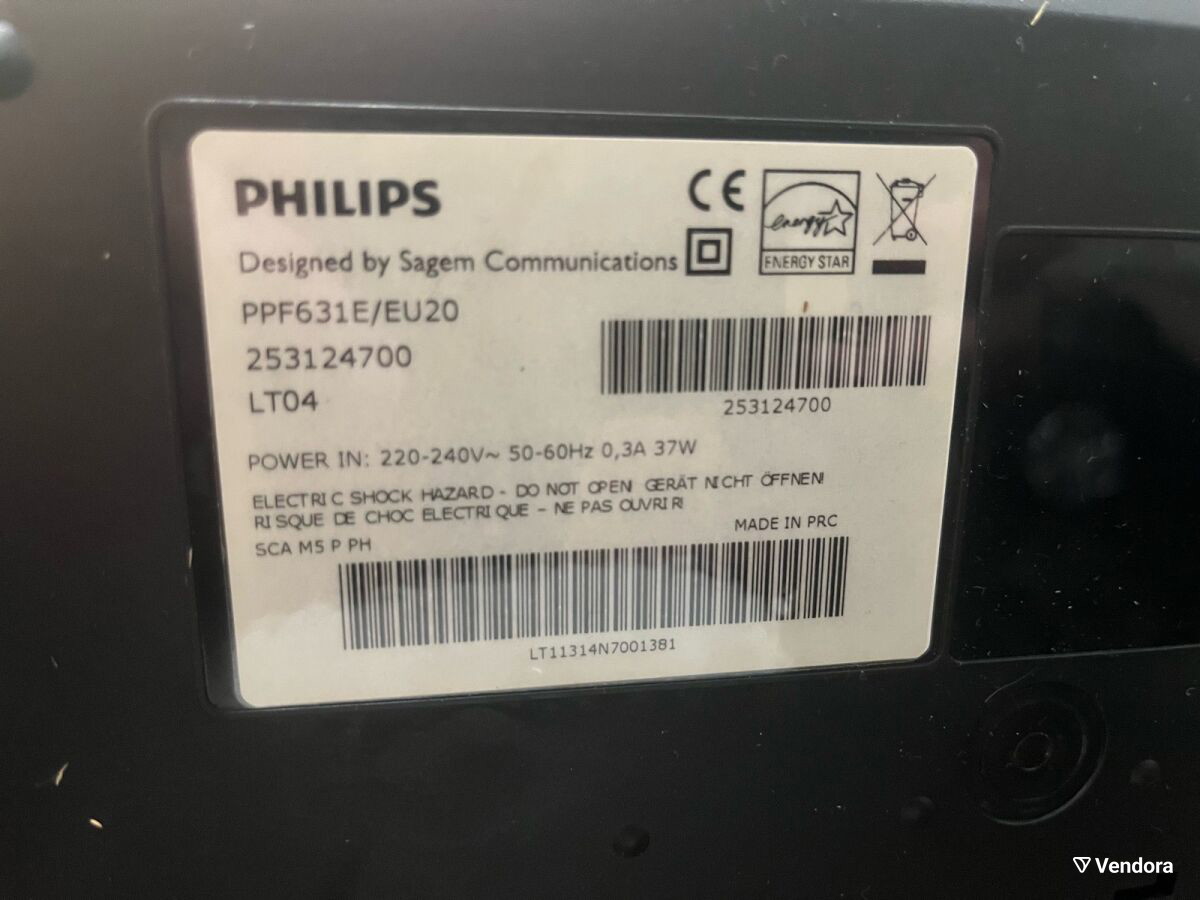 PHILIPS
CE
energy
ENERGY STAR
Designed by Sagem Communications
PPF631E/EU20
253124700
LT04
253124700
POWER IN: 220-240V~ 50-60Hz 0,3A 37W
ELECTRIC SHOCK HAZARD - DO NOT OPEN GERÄT NICHT ÖFFNEN!
RISQUE DE CHOC ELECTRIQUE - NE PAS OUVRIR
MADE IN PRC
SCA M5 P PH
LT11314N7001381
Vendora